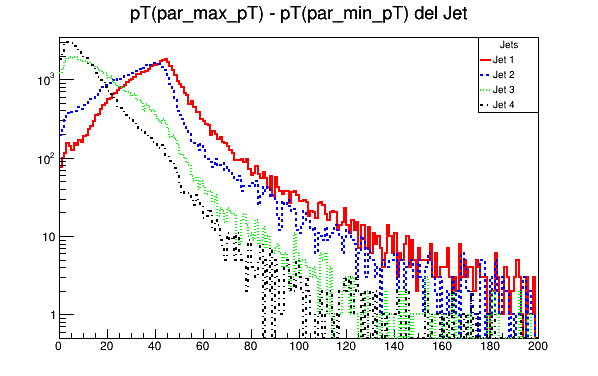 pT(par_max_pT) - pT(par_min_pT) del Jet
Jets
Jet 1
Jet 2
Jet 3
Jet 4
10³
10²
10
1
0 20 40 60 80 100 120 140 160 180 200